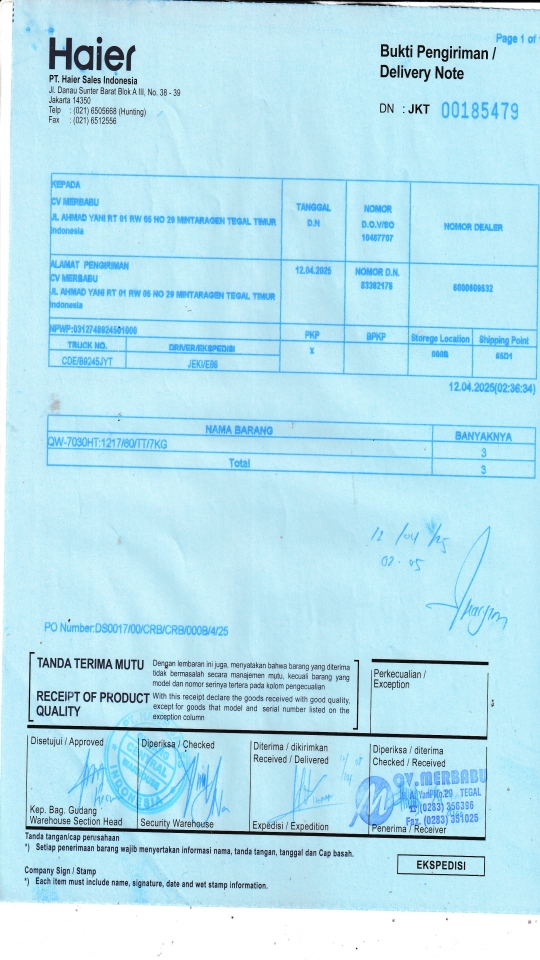 Page 1 of
Haier
PT. Haier Sales Indonesia
Jl. Danau Sunter Barat Blok A III, No. 38 - 39
Jakarta 14350
Telp : (021) 6505668 (Hunting)
Fax : (021) 6512556
Bukti Pengiriman /
Delivery Note
DN : JKT 00185479
KEPADA
CV MERBABU
JL AHMAD YANI RT 01 RW 05 NO 29 MINTARAGEN TEGAL TIMUR
Indonesia
TANGGAL
D.N
NOMOR
D.O.V/SO
10467707
NOMOR DEALER
ALAMAT PENGIRIMAN
CV MERBABU
JL AHMAD YANI RT 01 RW 05 NO 29 MINTARAGEN TEGAL TIMUR
Indonesia
12.04.2025
NOMOR D.N.
83382178
6000609532
NPWP:0312748924501000
PKP
BPKP
Storege Location
Shipping Point
TRUCK NO.
DRIVER/EKSPEDISI
X
000B
65D1
CDE/B9245JYT
JEKI/E86
12.04.2025(02:36:34)
NAMA BARANG
BANYAKNYA
QW-7030HT:1217/60/TT/7KG
3
Total
3
12/04/25
02.05
PO Number:DS0017/00/CRB/CRB/000B/4/25
TANDA TERIMA MUTU
Dengan lembaran ini juga, menyatakan bahwa barang yang diterima
tidak bermasalah secara manajemen mutu, kecuali barang yang
model dan nomor serinya tertera pada kolom pengecualian
RECEIPT OF PRODUCT
QUALITY
With this receipt declare the goods received with good quality,
except for goods that model and serial number listed on the
exception column
Perkecualian /
Exception
Disetujui / Approved
Diperiksa / Checked
Diterima / dikirimkan
Received / Delivered
Diperiksa / diterima
Checked / Received
CENTRAL
INDONESIA
CV.MERBABU
Jl. A. Yani No.29 TEGAL
(0283) 356386
Fax. (0283) 351025
Kep. Bag. Gudang
Warehouse Section Head
Security Warehouse
Expedisi / Expedition
Penerima / Receiver
Tanda tangan/cap perusahaan
*) Setiap penerimaan barang wajib menyertakan informasi nama, tanda tangan, tanggal dan Cap basah.
EKSPEDISI
Company Sign / Stamp
*) Each item must include name, signature, date and wet stamp information.